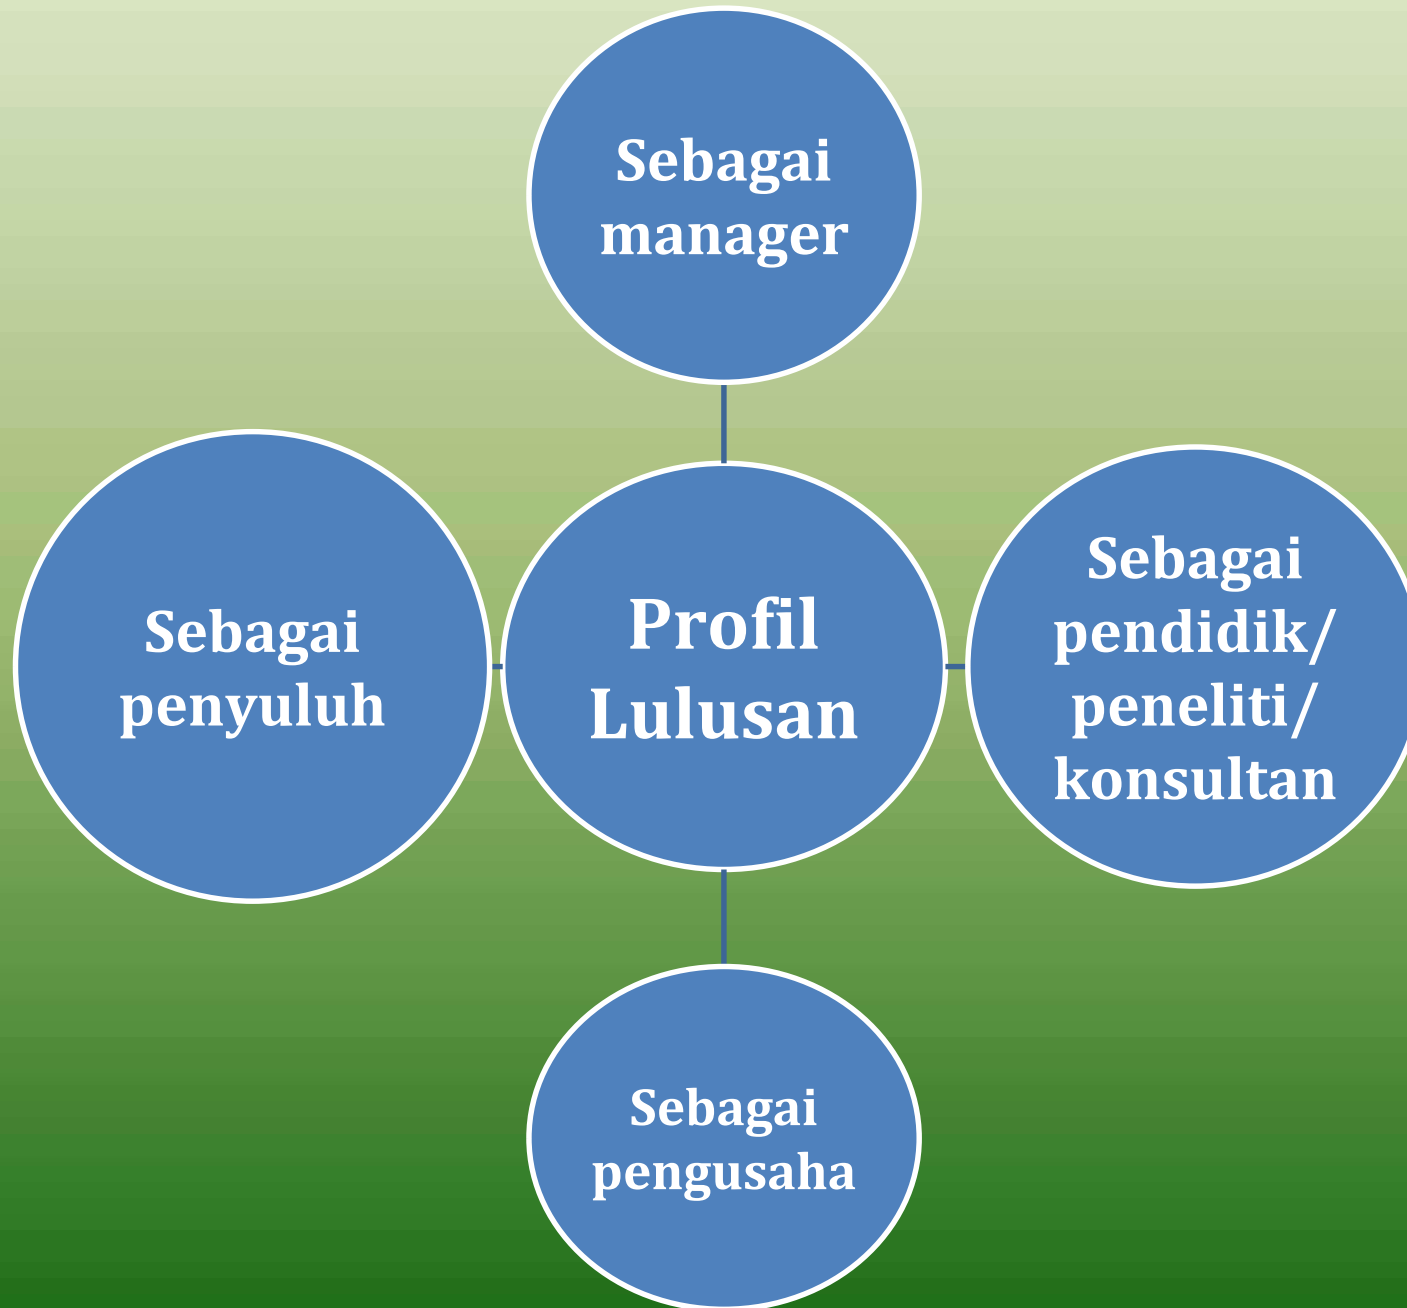 Sebagai
manager
Sebagai
penyuluh
Profil
Lulusan
Sebagai
pendidik/
peneliti/
konsultan
Sebagai
pengusaha